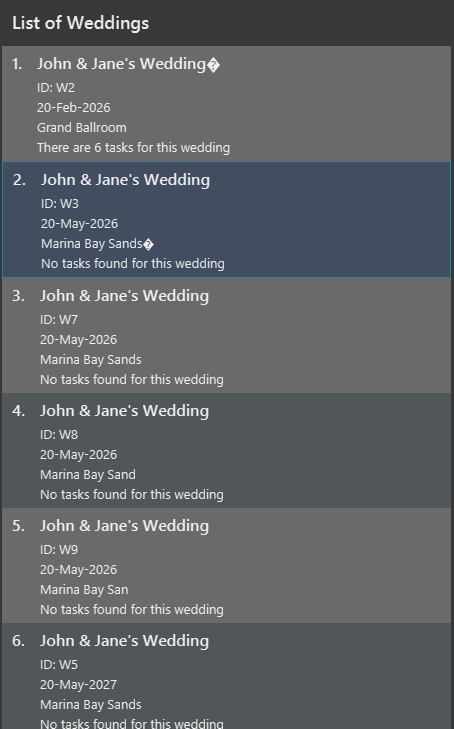 List of Weddings
1. John & Jane's Wedding�
ID: W2
20-Feb-2026
Grand Ballroom
There are 6 tasks for this wedding
2. John & Jane's Wedding
ID: W3
20-May-2026
Marina Bay Sands�
No tasks found for this wedding
3. John & Jane's Wedding
ID: W7
20-May-2026
Marina Bay Sands
No tasks found for this wedding
4. John & Jane's Wedding
ID: W8
20-May-2026
Marina Bay Sand
No tasks found for this wedding
5. John & Jane's Wedding
ID: W9
20-May-2026
Marina Bay San
No tasks found for this wedding
6. John & Jane's Wedding
ID: W5
20-May-2027
Marina Bay Sands
No tasks found for this wedding